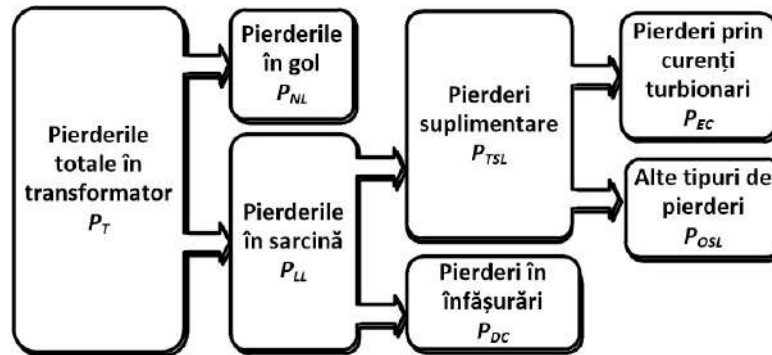 Pierderile
totale în
transformator
P_T
Pierderile
în gol
P_NL
Pierderile
în sarcină
P_LL
Pierderi
suplimentare
P_TSL
Pierderi în
înfășurări
P_DC
Pierderi prin
curenți
turbionari
P_EC
Alte tipuri de
pierderi
P_OSL